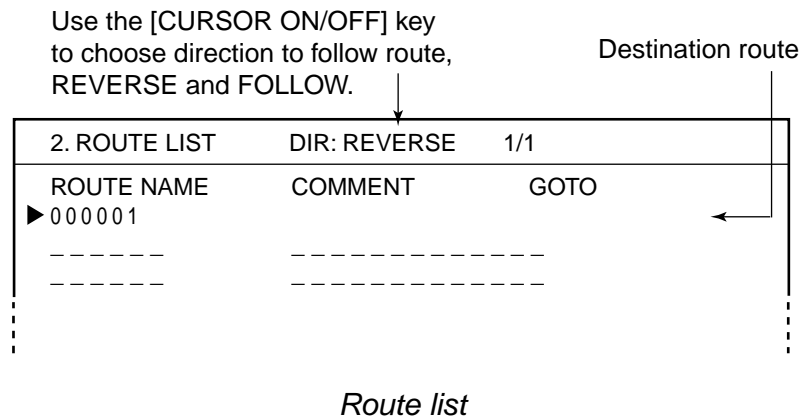 Use the [CURSOR ON/OFF] key
to choose direction to follow route,
REVERSE and FOLLOW.
Destination route
2. ROUTE LIST DIR: REVERSE 1/1
ROUTE NAME COMMENT GOTO
▶000001
_ _ _ _ _ _ _ _ _ _ _ _ _ _ _ _ _ _ _
_ _ _ _ _ _ _ _ _ _ _ _ _ _ _ _ _ _ _
Route list